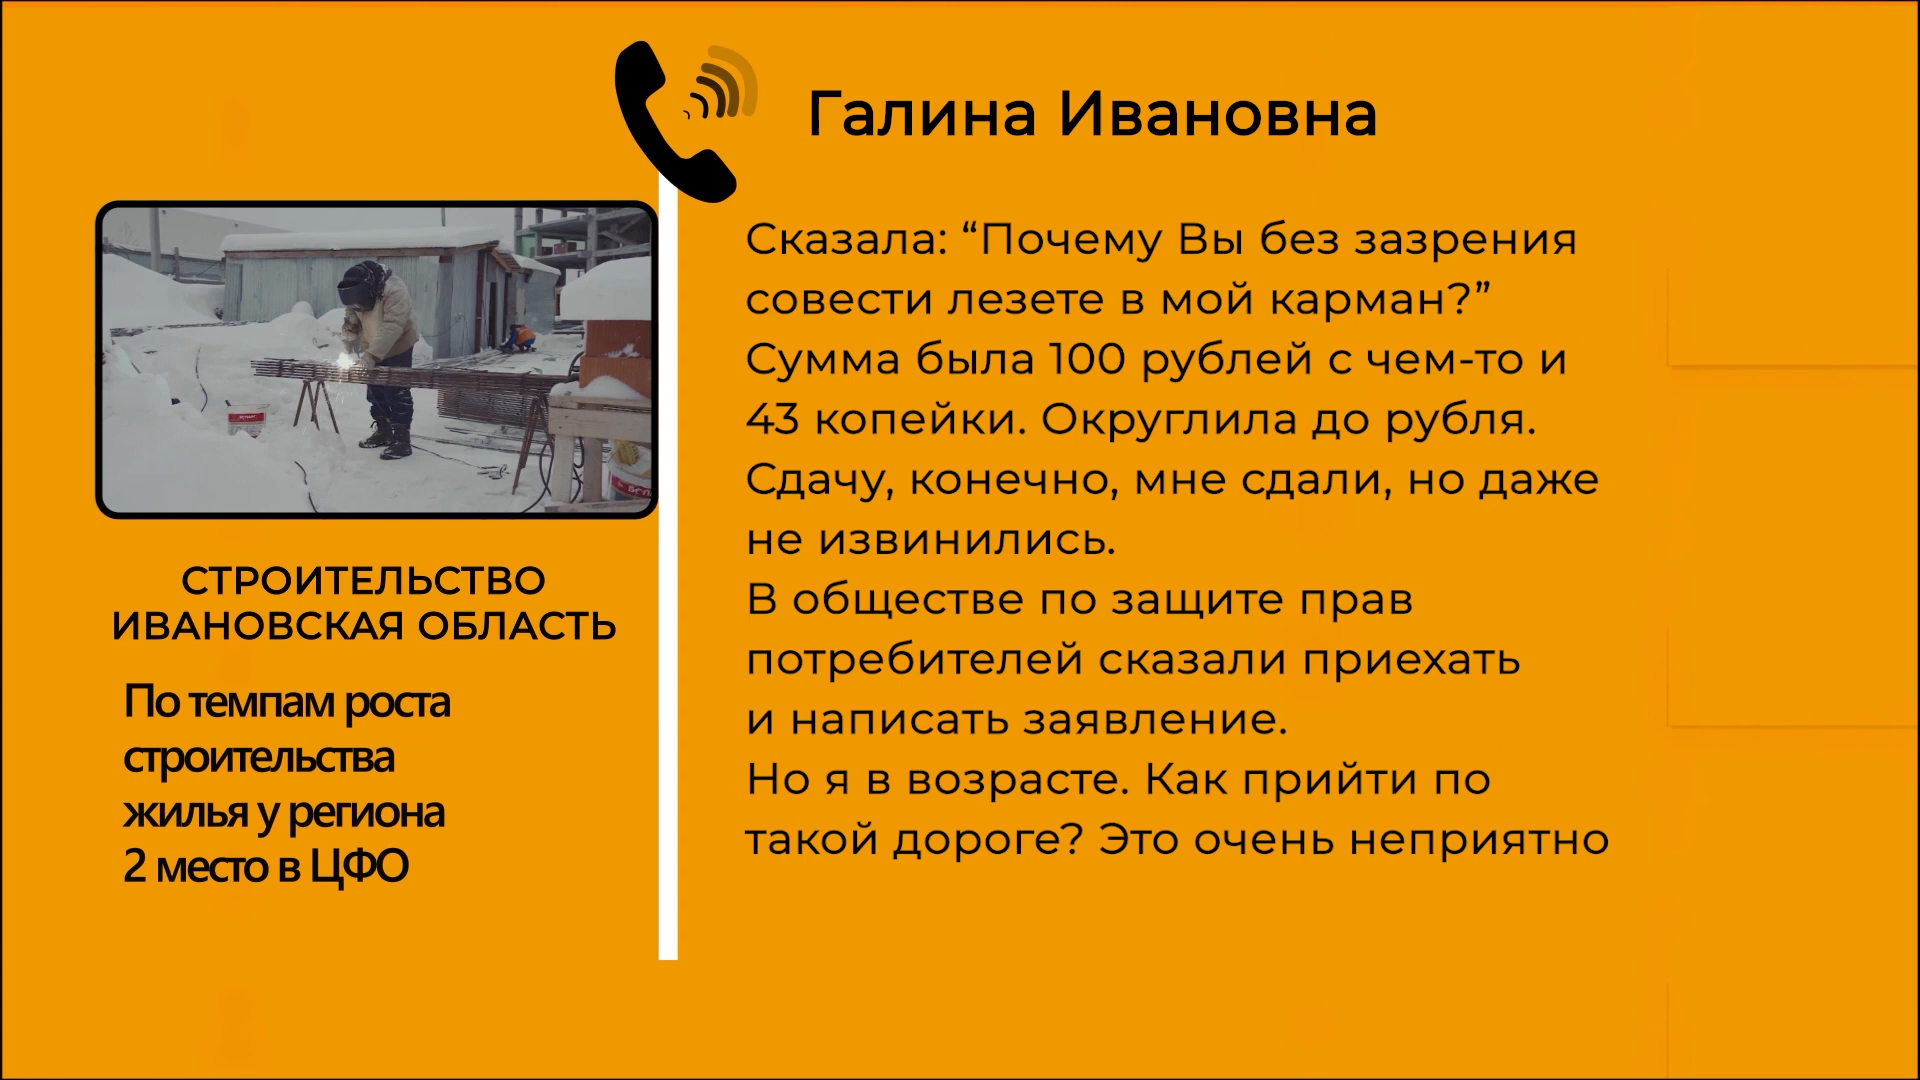 Галина Ивановна
Сказала: “Почему Вы без зазрения
совести лезете в мой карман?”
Сумма была 100 рублей с чем-то и
43 копейки. Округлила до рубля.
Сдачу, конечно, мне сдали, но даже
не извинились.
В обществе по защите прав
потребителей сказали приехать
и написать заявление.
Но я в возрасте. Как прийти по
такой дороге? Это очень неприятно
СТРОИТЕЛЬСТВО
ИВАНОВСКАЯ ОБЛАСТЬ
По темпам роста
строительства
жилья у региона
2 место в ЦФО